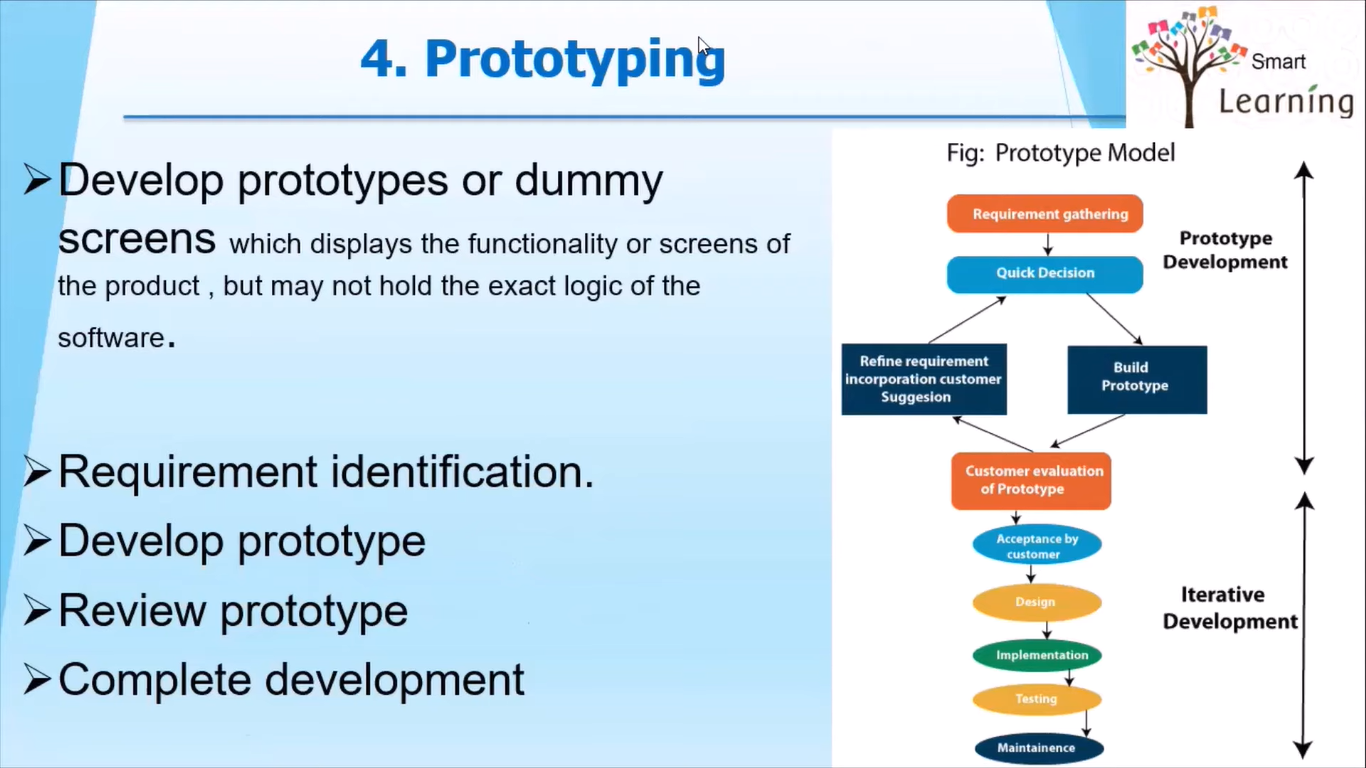 4. Prototyping
Smart
Learning
➢Develop prototypes or dummy
screens which displays the functionality or screens of
the product , but may not hold the exact logic of the
software.
➢Requirement identification.
➢Develop prototype
➢Review prototype
➢Complete development
Fig: Prototype Model
Requirement gathering
Quick Decision
Prototype
Development
Refine requirement
incorporation customer
Suggesion
Build
Prototype
Customer evaluation
of Prototype
Acceptance by
customer
Design
Implementation
Testing
Maintainence
Iterative
Development